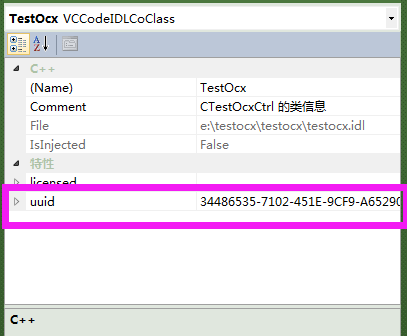 TestOcx VCCodeIDLCoClass
C++
(Name) TestOcx
Comment CTestOcxCtrl 的类信息
File e:\testocx\testocx\testocx.idl
IsInjected False
特性
licensed
uuid 34486535-7102-451E-9CF9-A65290
C++